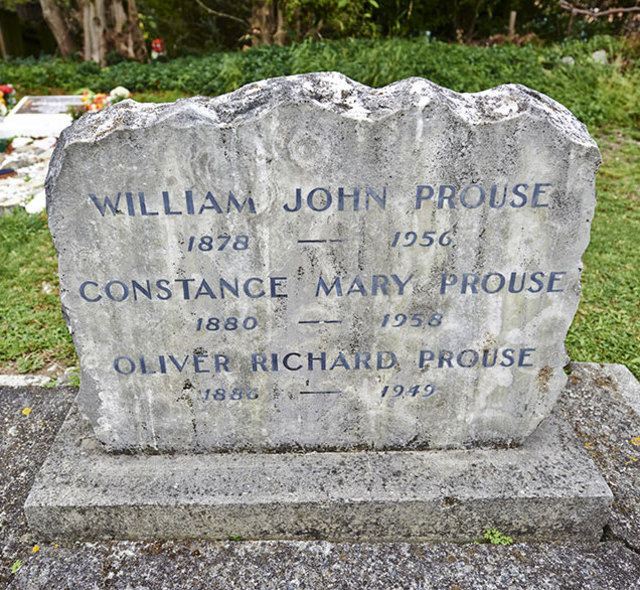 WILLIAM JOHN PROUSE
1878 — 1956
CONSTANCE MARY PROUSE
1880 — 1958
OLIVER RICHARD PROUSE
1886 — 1949